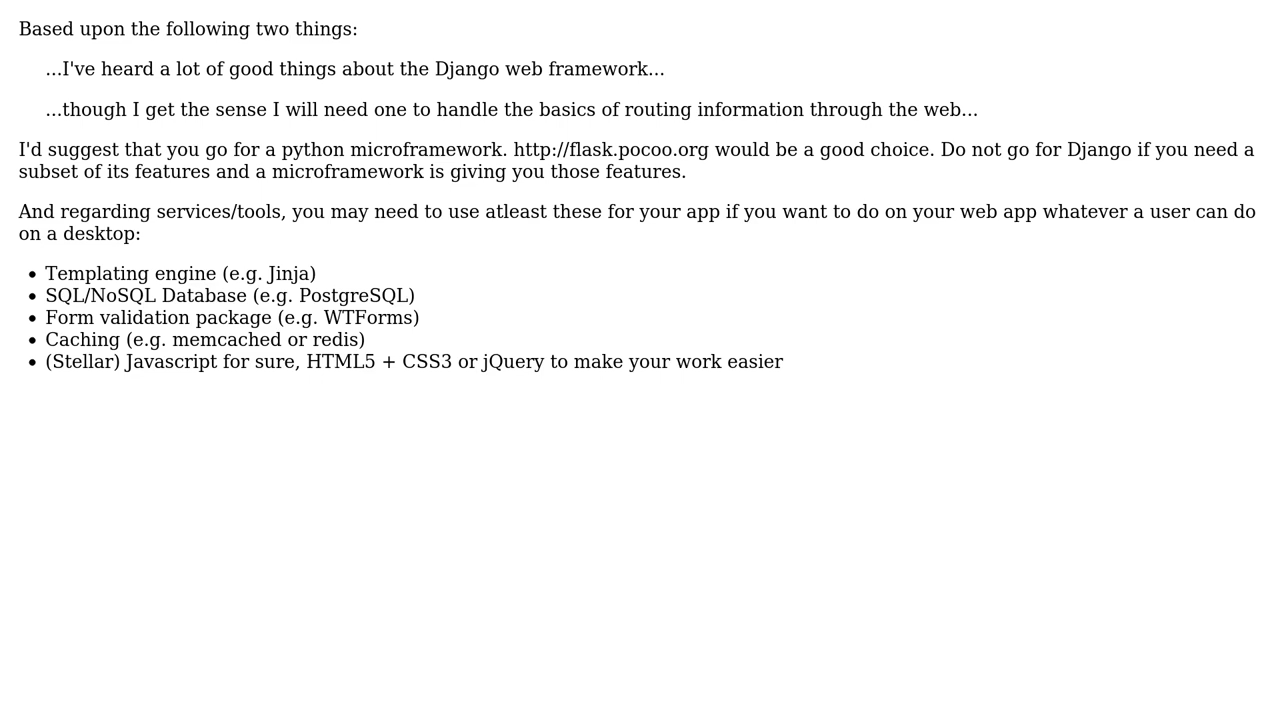 Based upon the following two things:
...I've heard a lot of good things about the Django web framework...
...though I get the sense I will need one to handle the basics of routing information through the web...
I'd suggest that you go for a python microframework. http://flask.pocoo.org would be a good choice. Do not go for Django if you need a
subset of its features and a microframework is giving you those features.
And regarding services/tools, you may need to use atleast these for your app if you want to do on your web app whatever a user can do
on a desktop:
• Templating engine (e.g. Jinja)
• SQL/NoSQL Database (e.g. PostgreSQL)
• Form validation package (e.g. WTForms)
• Caching (e.g. memcached or redis)
• (Stellar) Javascript for sure, HTML5 + CSS3 or jQuery to make your work easier